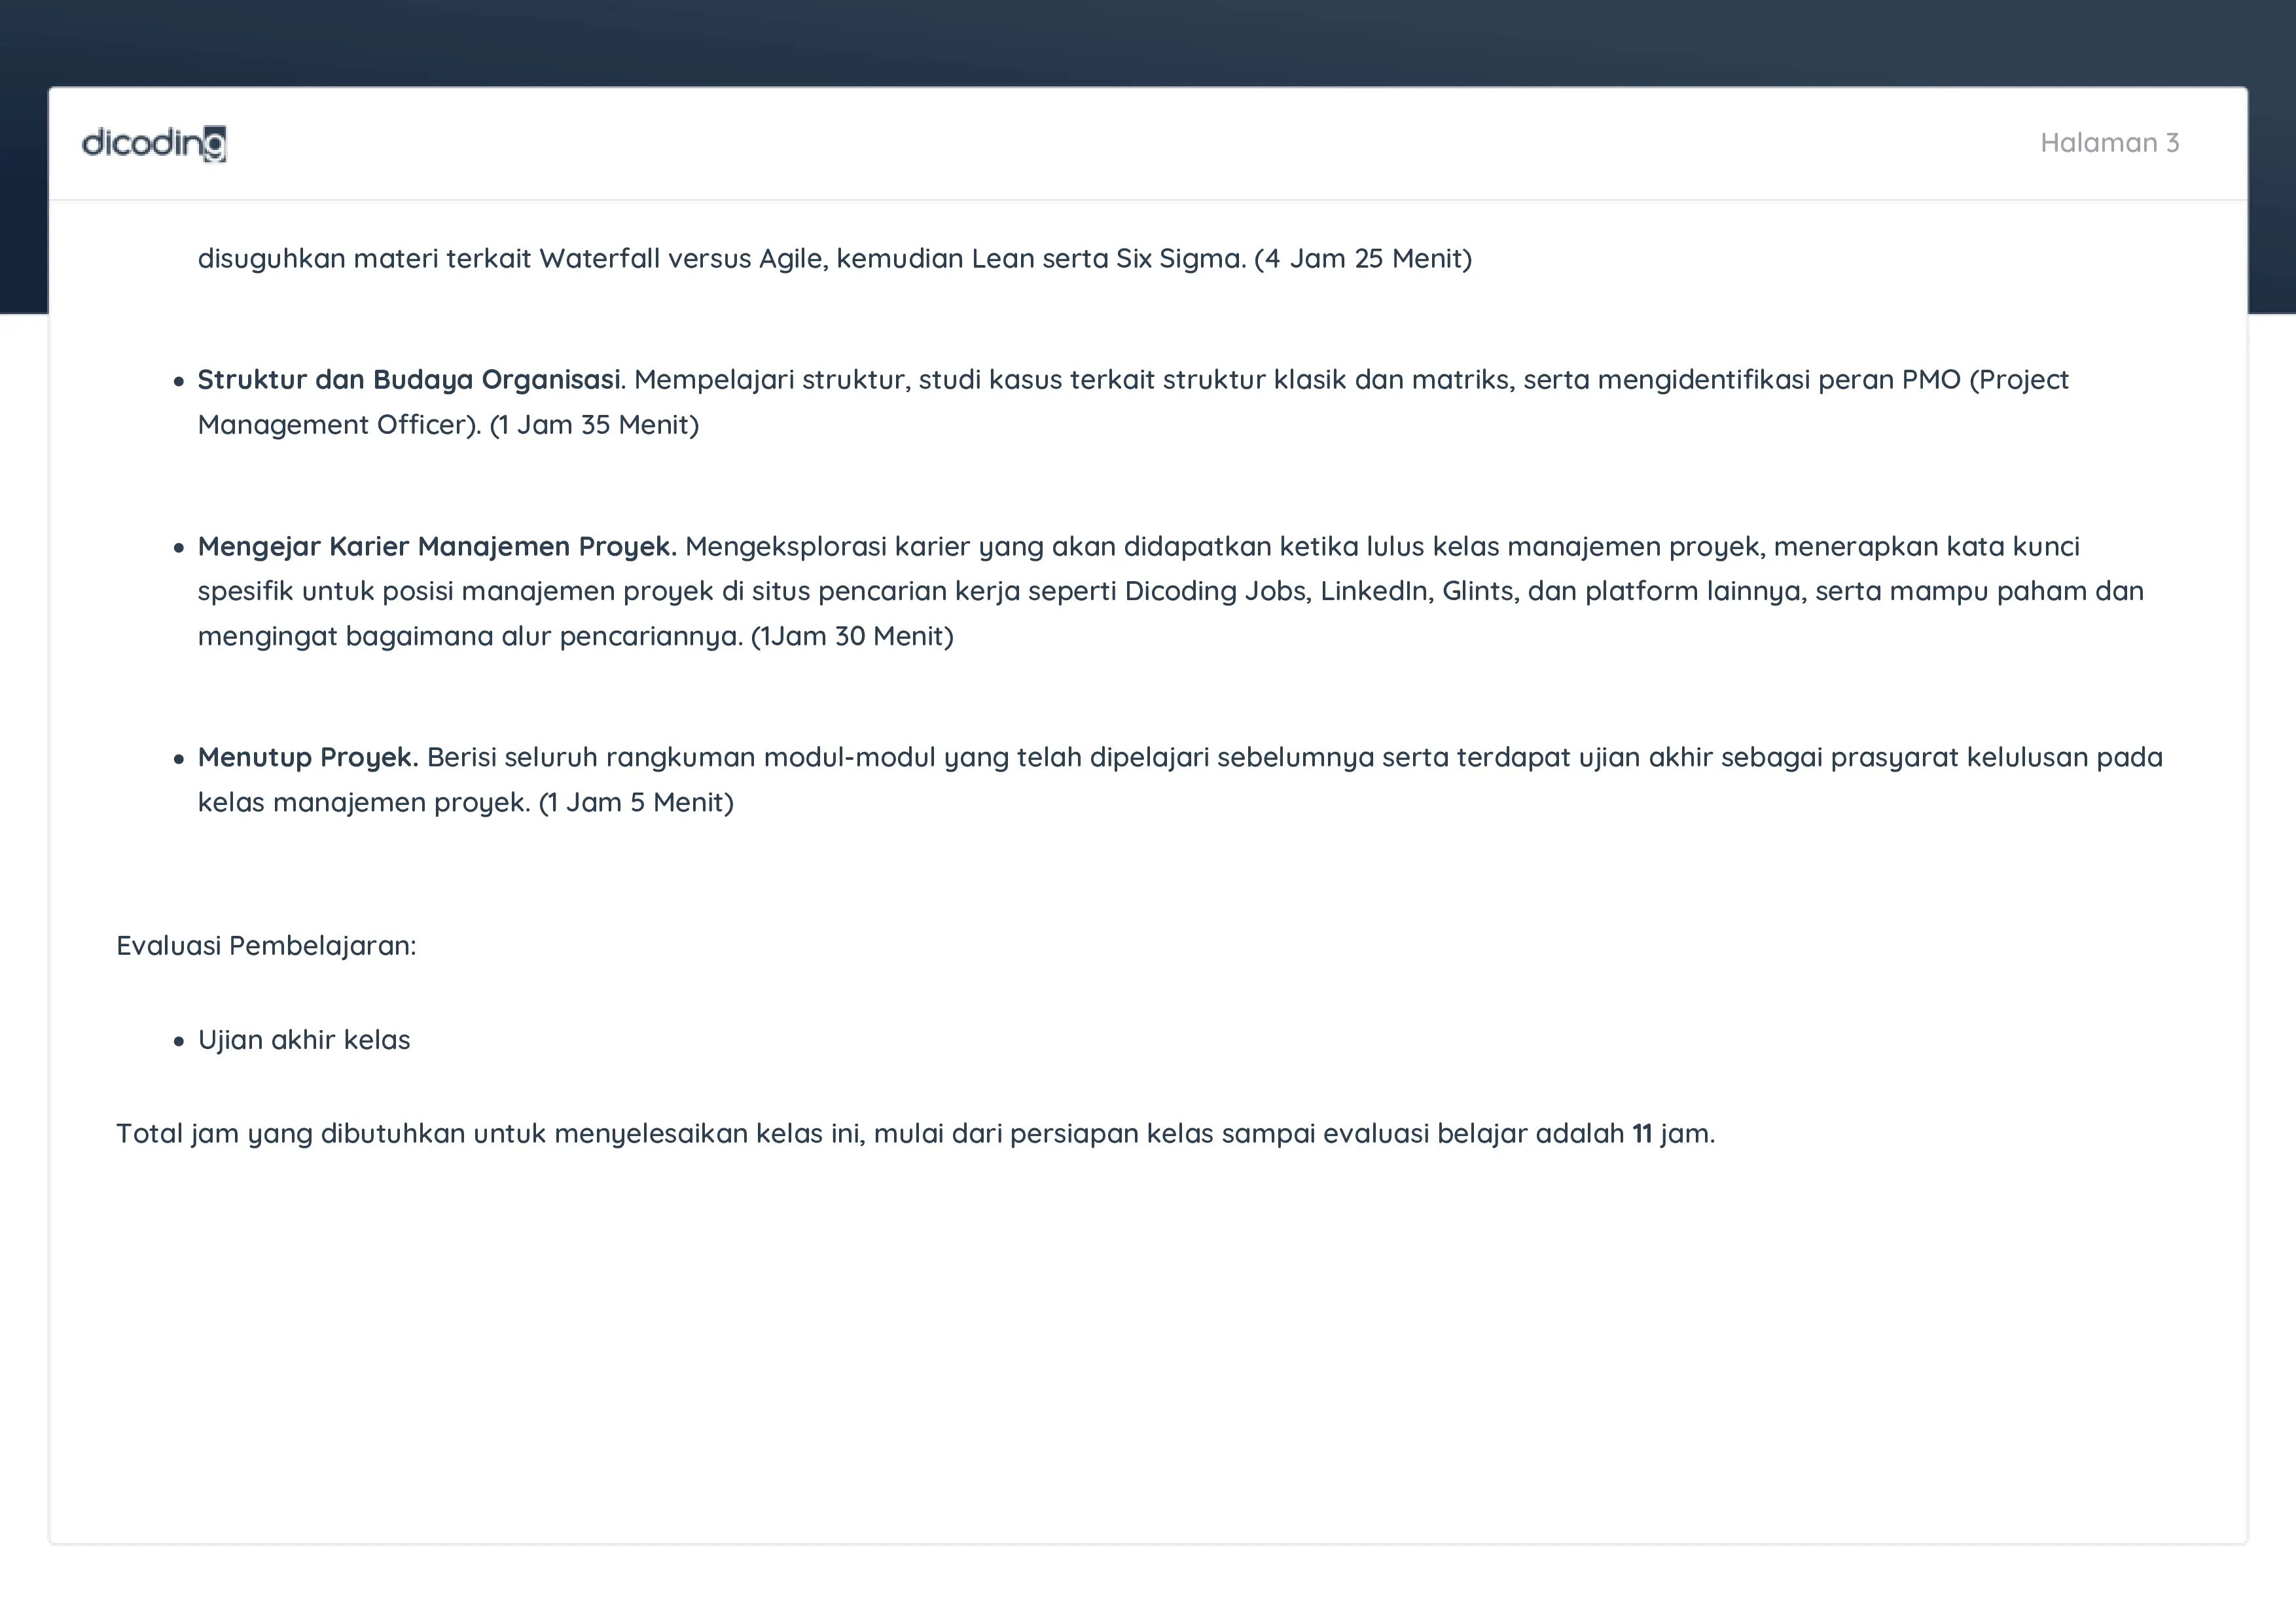 dicoding
Halaman 3
disuguhkan materi terkait Waterfall versus Agile, kemudian Lean serta Six Sigma. (4 Jam 25 Menit)
• Struktur dan Budaya Organisasi. Mempelajari struktur, studi kasus terkait struktur klasik dan matriks, serta mengidentifikasi peran PMO (Project
Management Officer). (1 Jam 35 Menit)
• Mengejar Karier Manajemen Proyek. Mengeksplorasi karier yang akan didapatkan ketika lulus kelas manajemen proyek, menerapkan kata kunci
spesifik untuk posisi manajemen proyek di situs pencarian kerja seperti Dicoding Jobs, LinkedIn, Glints, dan platform lainnya, serta mampu paham dan
mengingat bagaimana alur pencariannya. (1Jam 30 Menit)
• Menutup Proyek. Berisi seluruh rangkuman modul-modul yang telah dipelajari sebelumnya serta terdapat ujian akhir sebagai prasyarat kelulusan pada
kelas manajemen proyek. (1 Jam 5 Menit)
Evaluasi Pembelajaran:
• Ujian akhir kelas
Total jam yang dibutuhkan untuk menyelesaikan kelas ini, mulai dari persiapan kelas sampai evaluasi belajar adalah 11 jam.